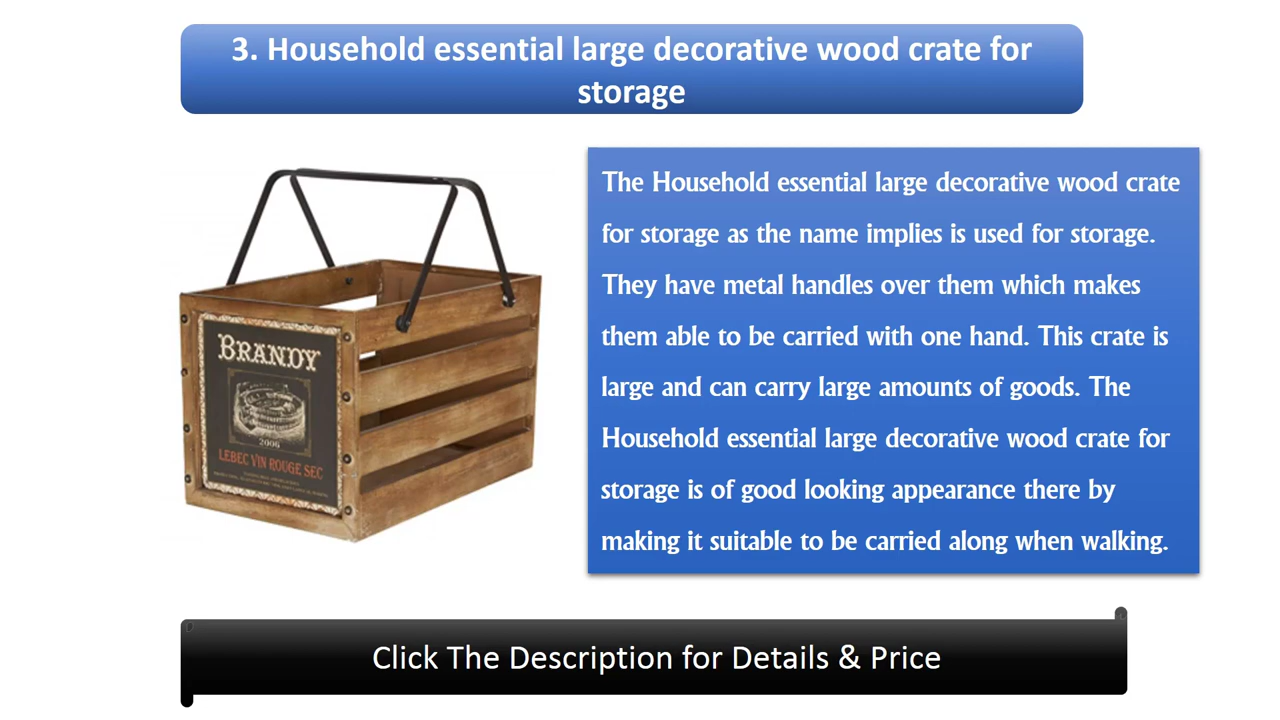 3. Household essential large decorative wood crate for
storage
The Household essential large decorative wood crate
for storage as the name implies is used for storage.
They have metal handles over them which makes
them able to be carried with one hand. This crate is
large and can carry large amounts of goods. The
Household essential large decorative wood crate for
storage is of good looking appearance there by
making it suitable to be carried along when walking.
BRANDY
2006
LEBEC VIN ROUGE SEC
Click The Description for Details & Price